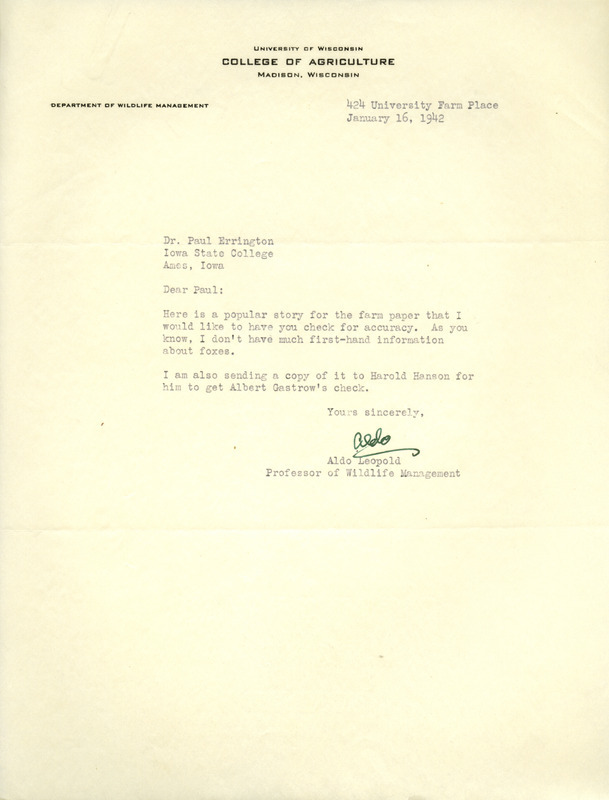 UNIVERSITY OF WISCONSIN
COLLEGE OF AGRICULTURE
MADISON, WISCONSIN
DEPARTMENT OF WILDLIFE MANAGEMENT
424 University Farm Place
January 16, 1942
Dr. Paul Errington
Iowa State College
Ames, Iowa
Dear Paul:
Here is a popular story for the farm paper that I
would like to have you check for accuracy. As you
know, I don't have much first-hand information
about foxes.
I am also sending a copy of it to Harold Hanson for
him to get Albert Gastrow's check.
Yours sincerely,
Aldo
Aldo Leopold
Professor of Wildlife Management